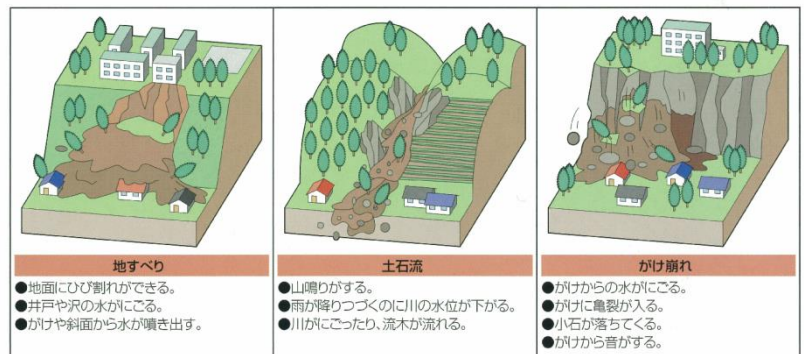 地すべり
●地面にひび割れができる。
●井戸や沢の水がにごる。
●がけや斜面から水が噴き出す。
土石流
●山鳴りがする。
●雨が降りつづくのに川の水位が下がる。
●川がにごったり、流木が流れる。
がけ崩れ
●がけからの水がにごる。
●がけに亀裂が入る。
●小石が落ちてくる。
●がけから音がする。